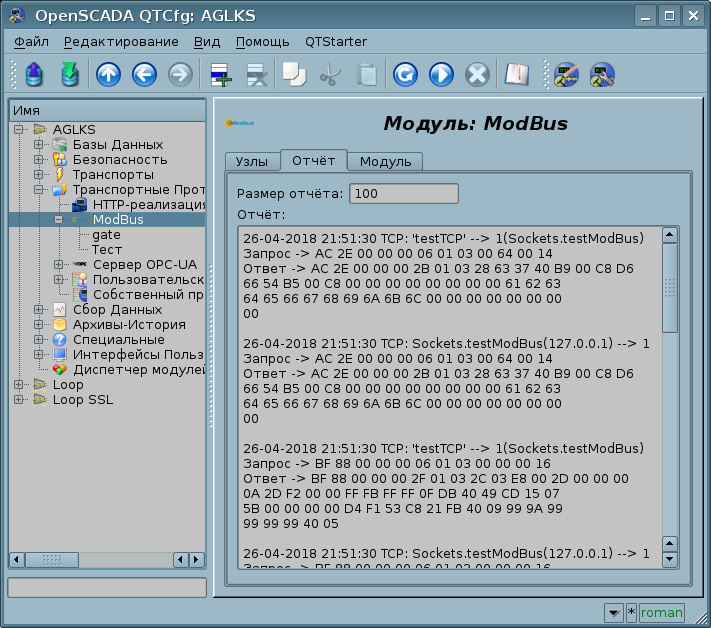 OpenSCADA QTCfg: AGLKS
Файл Редактирование Вид Помощь QTStarter
Имя
AGLKS
Базы Данных
Безопасность
Транспорты
Транспортные Прот
HTTP-реализация
ModBus
gate
Тест
Сервер OPC-UA
Пользовательск
Собственный пр
Сбор Данных
Архивы-История
Специальные
Интерфейсы Польз
Диспетчер модулей
Loop
Loop SSL
Modbus
Модуль: ModBus
Узлы Отчёт Модуль
Размер отчёта: 100
Отчёт:
26-04-2018 21:51:30 TCP: 'testTCP' --> 1(Sockets.testModBus)
Запрос -> AC 2E 00 00 00 06 01 03 00 64 00 14
Ответ -> AC 2E 00 00 00 2B 01 03 28 63 37 40 B9 00 C8 D6
66 54 B5 00 C8 00 00 00 00 00 00 00 00 61 62 63
64 65 66 67 68 69 6A 6B 6C 00 00 00 00 00 00 00
00
26-04-2018 21:51:30 TCP: Sockets.testModBus(127.0.0.1) --> 1
Запрос -> AC 2E 00 00 00 06 01 03 00 64 00 14
Ответ -> AC 2E 00 00 00 2B 01 03 28 63 37 40 B9 00 C8 D6
66 54 B5 00 C8 00 00 00 00 00 00 00 00 61 62 63
64 65 66 67 68 69 6A 6B 6C 00 00 00 00 00 00 00
00
26-04-2018 21:51:30 TCP: 'testTCP' --> 1(Sockets.testModBus)
Запрос -> BF 88 00 00 00 06 01 03 00 00 00 16
Ответ -> BF 88 00 00 00 2F 01 03 2C 03 E8 00 2D 00 00 00
0A 2D F2 00 00 FF FB FF FF 0F DB 40 49 CD 15 07
5B 00 00 00 00 D4 F1 53 C8 21 FB 40 09 99 9A 99
99 99 99 40 05
26-04-2018 21:51:30 TCP: Sockets.testModBus(127.0.0.1) --> 1
Запрос -> BF 88 00 00 00 06 01 03 00 00 00 16
* roman